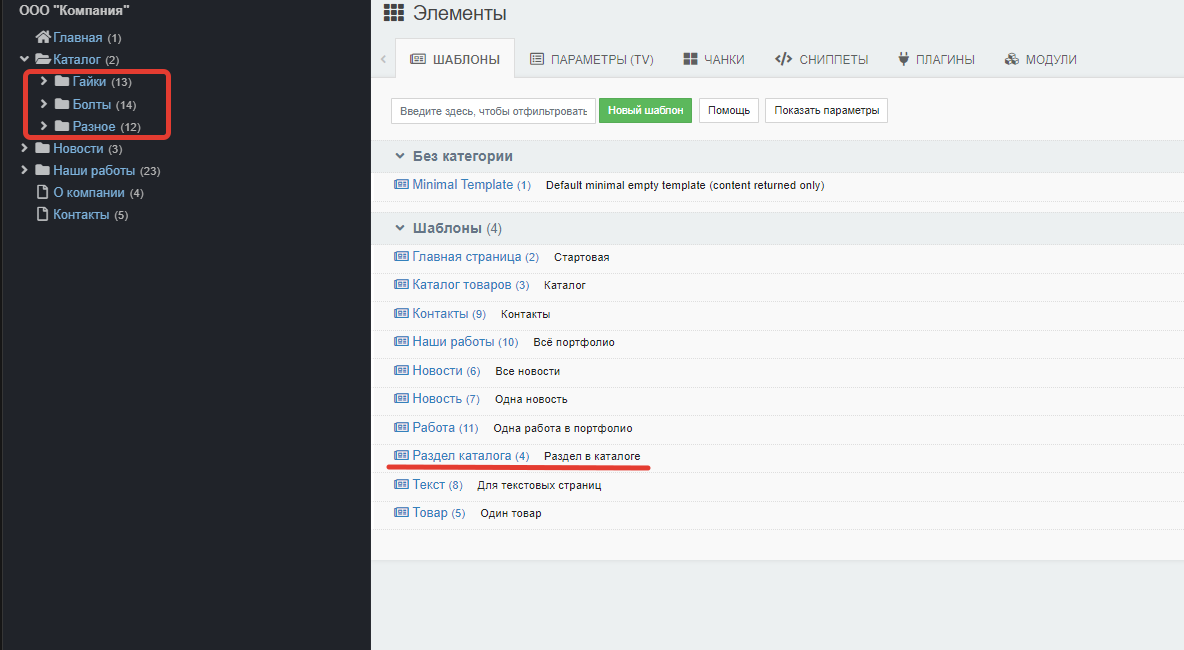 ООО "Компания"
Главная (1)
Каталог (2)
Гайки (13)
Болты (14)
Разное (12)
Новости (3)
Наши работы (23)
О компании (4)
Контакты (5)
Элементы
ШАБЛОНЫ ПАРАМЕТРЫ (TV) ЧАНКИ СНИППЕТЫ ПЛАГИНЫ МОДУЛИ
Введите здесь, чтобы отфильтровать Новый шаблон Помощь Показать параметры
Без категории
Minimal Template (1) Default minimal empty template (content returned only)
Шаблоны (4)
Главная страница (2) Стартовая
Каталог товаров (3) Каталог
Контакты (9) Контакты
Наши работы (10) Всё портфолио
Новости (6) Все новости
Новость (7) Одна новость
Работа (11) Одна работа в портфолио
Раздел каталога (4) Раздел в каталоге
Текст (8) Для текстовых страниц
Товар (5) Один товар